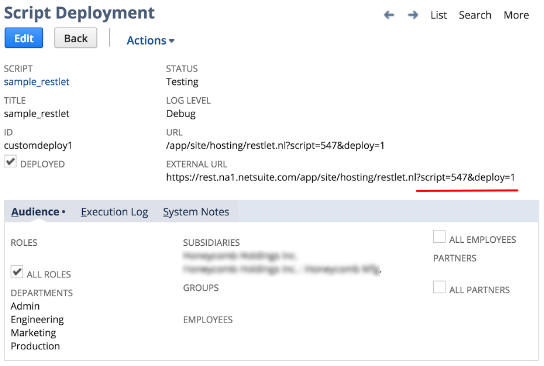 Script Deployment
List Search More
Edit Back Actions
SCRIPT
sample_restlet
STATUS
Testing
TITLE
sample_restlet
LOG LEVEL
Debug
ID
customdeploy1
URL
/app/site/hosting/restlet.nl?script=547&deploy=1
DEPLOYED
EXTERNAL URL
https://rest.na1.netsuite.com/app/site/hosting/restlet.nl?script=547&deploy=1
Audience • Execution Log System Notes
ROLES
ALL ROLES
DEPARTMENTS
Admin
Engineering
Marketing
Production
SUBSIDIARIES
GROUPS
EMPLOYEES
ALL EMPLOYEES
PARTNERS
ALL PARTNERS